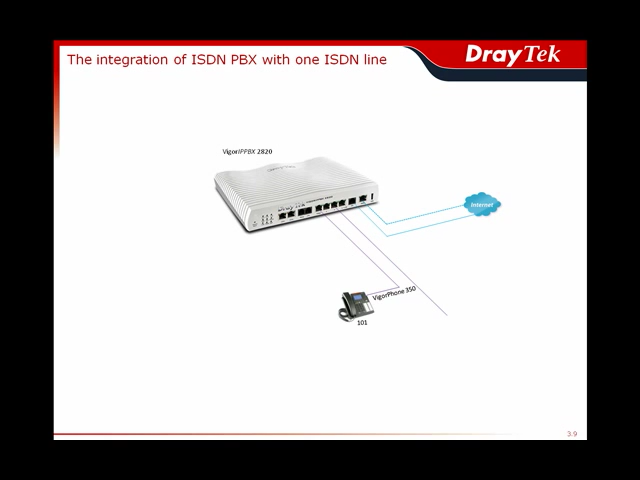 The integration of ISDN PBX with one ISDN line
DrayTek
VigorIPPBX 2820
Internet
VigorPhone 350
101
3.9